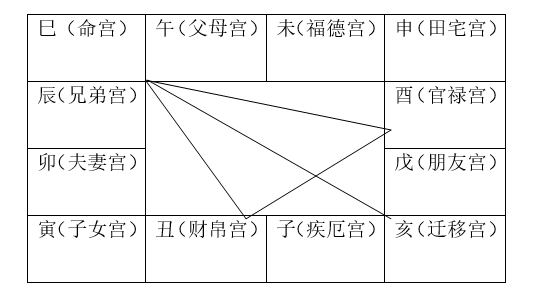 巳（命宫） 午（父母宫） 未（福德宫） 申（田宅宫）
辰（兄弟宫） 酉（官禄宫）
卯（夫妻宫） 戊（朋友宫）
寅（子女宫） 丑（财帛宫） 子（疾厄宫） 亥（迁移宫）